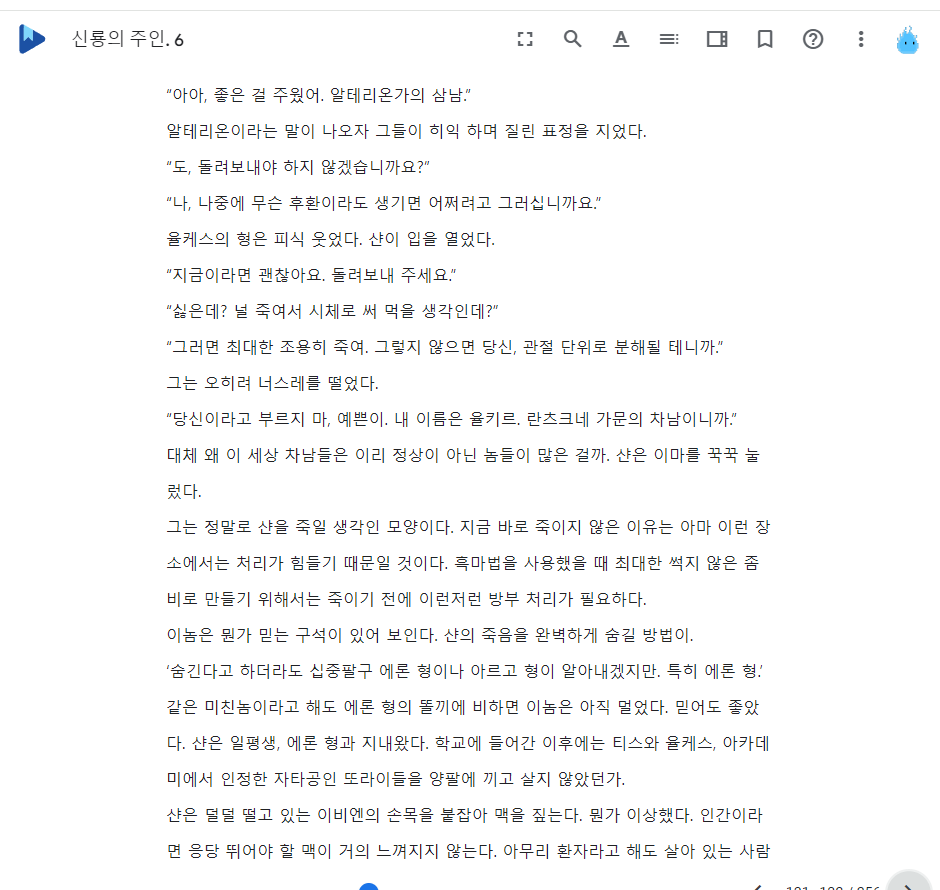 신룡의 주인. 6
“아아, 좋은 걸 주웠어. 알테리온가의 삼남.”
알테리온이라는 말이 나오자 그들이 히익 하며 질린 표정을 지었다.
“도, 돌려보내야 하지 않겠습니까요?”
“나, 나중에 무슨 후환이라도 생기면 어쩌려고 그러십니까요.”
율케스의 형은 피식 웃었다. 샨이 입을 열었다.
“지금이라면 괜찮아요. 돌려보내 주세요.”
“싫은데? 널 죽여서 시체로 써 먹을 생각인데?”
“그러면 최대한 조용히 죽여. 그렇지 않으면 당신, 관절 단위로 분해될 테니까.”
그는 오히려 너스레를 떨었다.
“당신이라고 부르지 마, 예쁜이. 내 이름은 율키르. 란츠크네 가문의 차남이니까.”
대체 왜 이 세상 차남들은 이리 정상이 아닌 놈들이 많은 걸까. 샨은 이마를 꾹꾹 눌
렀다.
그는 정말로 샨을 죽일 생각인 모양이다. 지금 바로 죽이지 않은 이유는 아마 이런 장
소에서는 처리가 힘들기 때문일 것이다. 흑마법을 사용했을 때 최대한 썩지 않은 좀
비로 만들기 위해서는 죽이기 전에 이런저런 방부 처리가 필요하다.
이놈은 뭔가 믿는 구석이 있어 보인다. 샨의 죽음을 완벽하게 숨길 방법이.
‘숨긴다고 하더라도 십중팔구 에론 형이나 아르고 형이 알아내겠지만. 특히 에론 형.’
같은 미친놈이라고 해도 에론 형의 똘끼에 비하면 이놈은 아직 멀었다. 믿어도 좋았
다. 샨은 일평생, 에론 형과 지내왔다. 학교에 들어간 이후에는 티스와 율케스, 아카데
미에서 인정한 자타공인 또라이들을 양팔에 끼고 살지 않았던가.
샨은 덜덜 떨고 있는 이비엔의 손목을 붙잡아 맥을 짚는다. 뭔가 이상했다. 인간이라
면 응당 뛰어야 할 맥이 거의 느껴지지 않는다. 아무리 환자라고 해도 살아 있는 사람